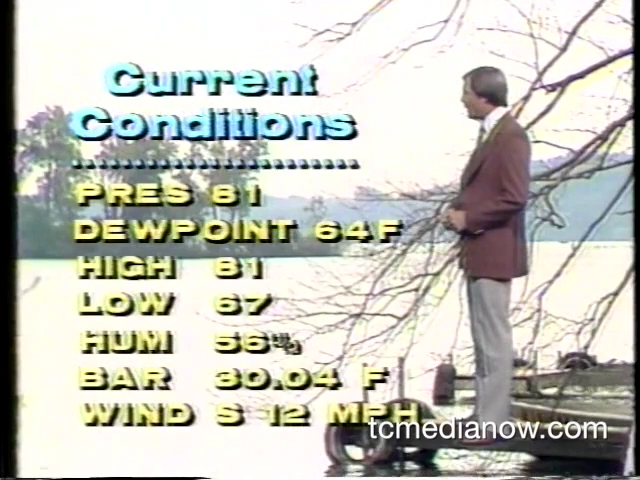 Current
Conditions
PRES 81
DEWPOINT 64F
HIGH 81
LOW 67
HUM 56%
BAR 30.04 F
WIND S 12 MPH
tcmedianow.com